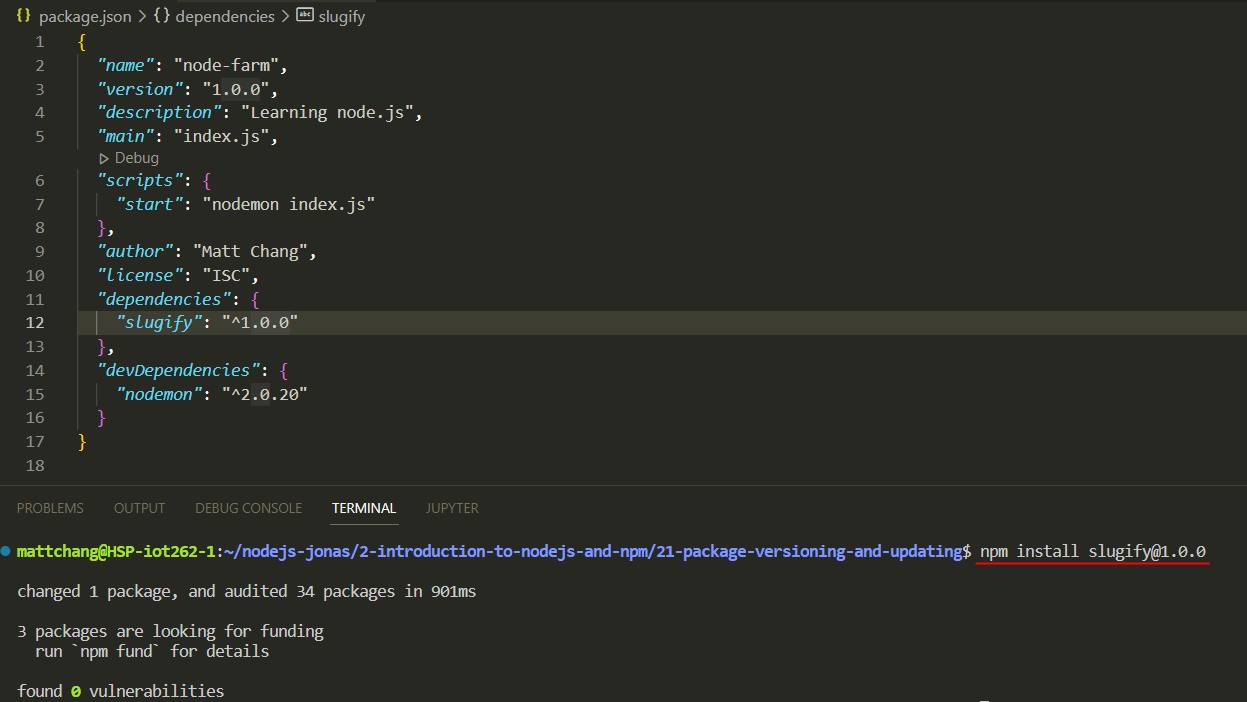 {} package.json > {} dependencies > abc slugify
1 {
2 "name": "node-farm",
3 "version": "1.0.0",
4 "description": "Learning node.js",
5 "main": "index.js",
Debug
6 "scripts": {
7 "start": "nodemon index.js"
8 },
9 "author": "Matt Chang",
10 "license": "ISC",
11 "dependencies": {
12 "slugify": "^1.0.0"
13 },
14 "devDependencies": {
15 "nodemon": "^2.0.20"
16 }
17 }
18
PROBLEMS OUTPUT DEBUG CONSOLE TERMINAL JUPYTER
mattchang@HSP-iot262-1:~/nodejs-jonas/2-introduction-to-nodejs-and-npm/21-package-versioning-and-updating$ npm install slugify@1.0.0
changed 1 package, and audited 34 packages in 901ms
3 packages are looking for funding
run `npm fund` for details
found 0 vulnerabilities